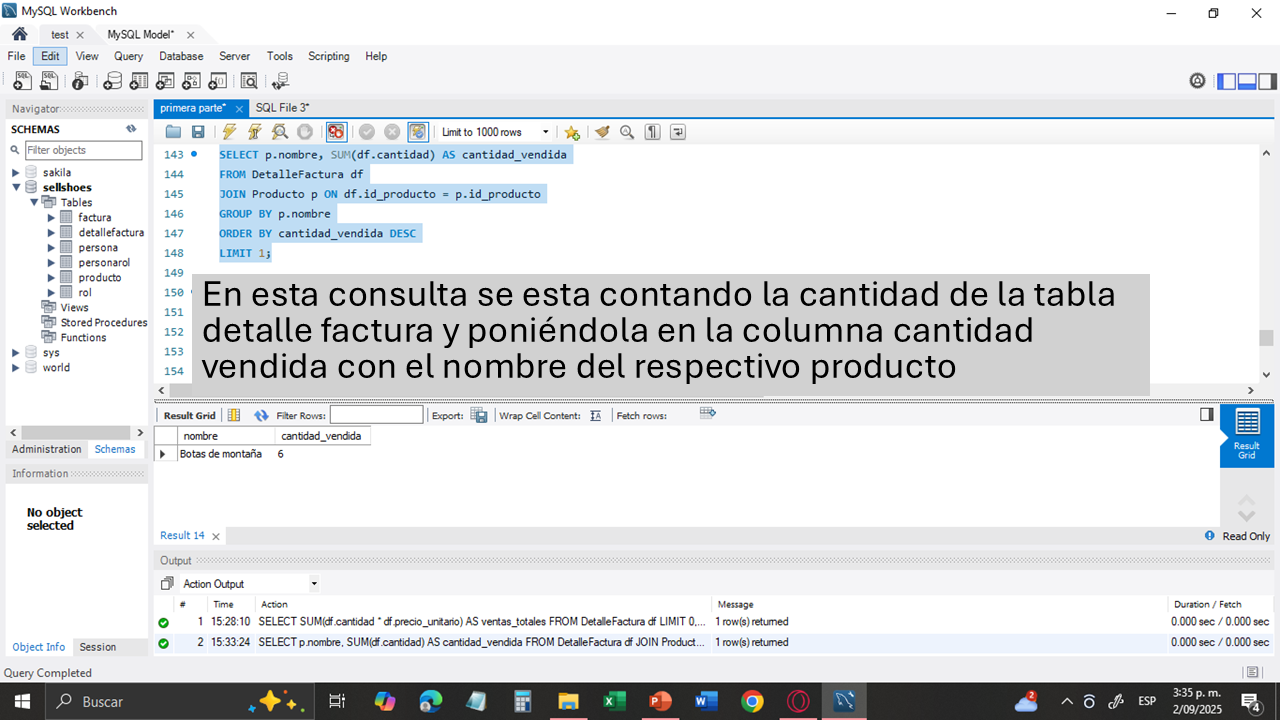 MySQL Workbench
test
MySQL Model*
File Edit View Query Database Server Tools Scripting Help
Navigator
primera parte*
SQL File 3*
SCHEMAS
Filter objects
Limit to 1000 rows
sakila
sellshoes
Tables
factura
detallefactura
persona
personarol
producto
rol
Views
Stored Procedures
Functions
sys
world
143 SELECT p.nombre, SUM(df.cantidad) AS cantidad_vendida
144 FROM DetalleFactura df
145 JOIN Producto p ON df.id_producto = p.id_producto
146 GROUP BY p.nombre
147 ORDER BY cantidad_vendida DESC
148 LIMIT 1;
149
150
151
152
153
154
En esta consulta se esta contando la cantidad de la tabla
detalle factura y poniéndola en la columna cantidad
vendida con el nombre del respectivo producto
Result Grid Filter Rows: Export: Wrap Cell Content: Fetch rows:
nombre cantidad_vendida
Botas de montaña 6
Result
Grid
Administration Schemas
Information
No object
selected
Result 14
Read Only
Output
Action Output
# Time Action Message Duration / Fetch
1 15:28:10 SELECT SUM(df.cantidad * df.precio_unitario) AS ventas_totales FROM DetalleFactura df LIMIT 0,... 1 row(s) returned 0.000 sec / 0.000 sec
2 15:33:24 SELECT p.nombre, SUM(df.cantidad) AS cantidad_vendida FROM DetalleFactura df JOIN Product... 1 row(s) returned 0.000 sec / 0.000 sec
Object Info Session
Query Completed
Buscar
2
ESP
3:35 p. m.
2/09/2025
4